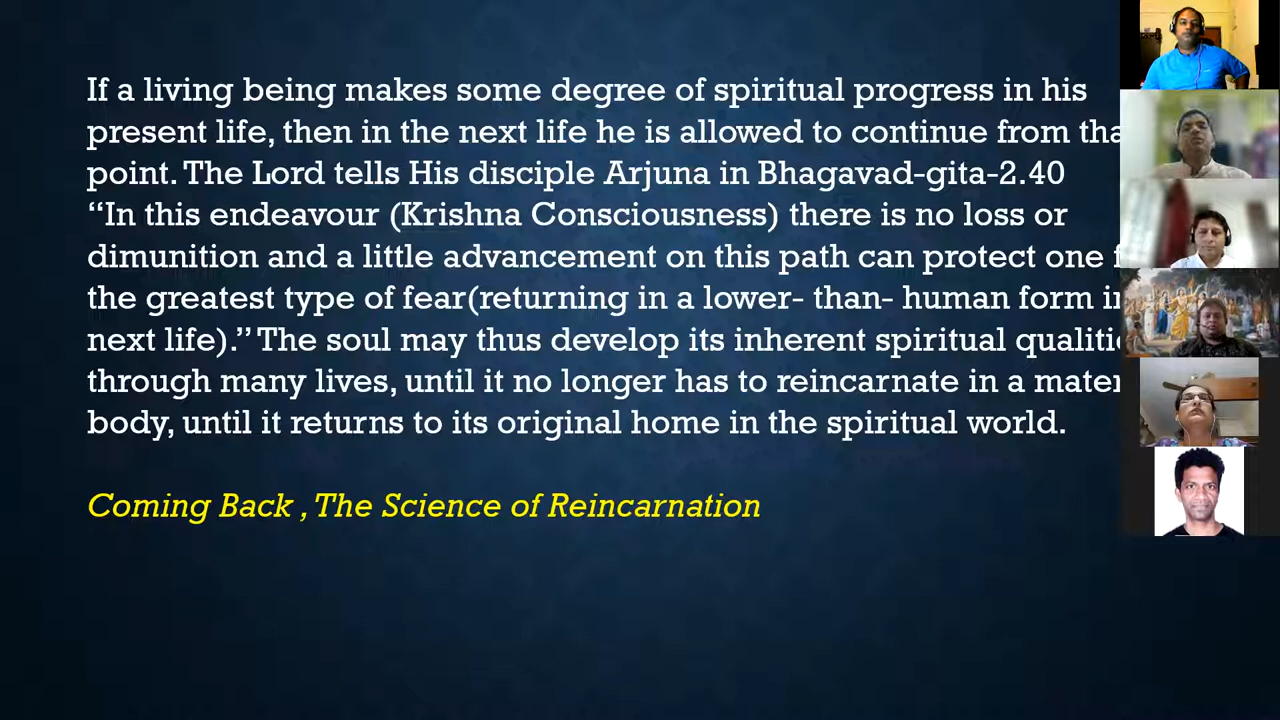 If a living being makes some degree of spiritual progress in his
present life, then in the next life he is allowed to continue from
point. The Lord tells His disciple Arjuna in Bhagavad-gita-2.40
“In this endeavour (Krishna Consciousness) there is no loss or
dimunition and a little advancement on this path can protect one
the greatest type of fear(returning in a lower- than- human form
next life).” The soul may thus develop its inherent spiritual
through many lives, until it no longer has to reincarnate in a
body, until it returns to its original home in the spiritual world.
Coming Back , The Science of Reincarnation